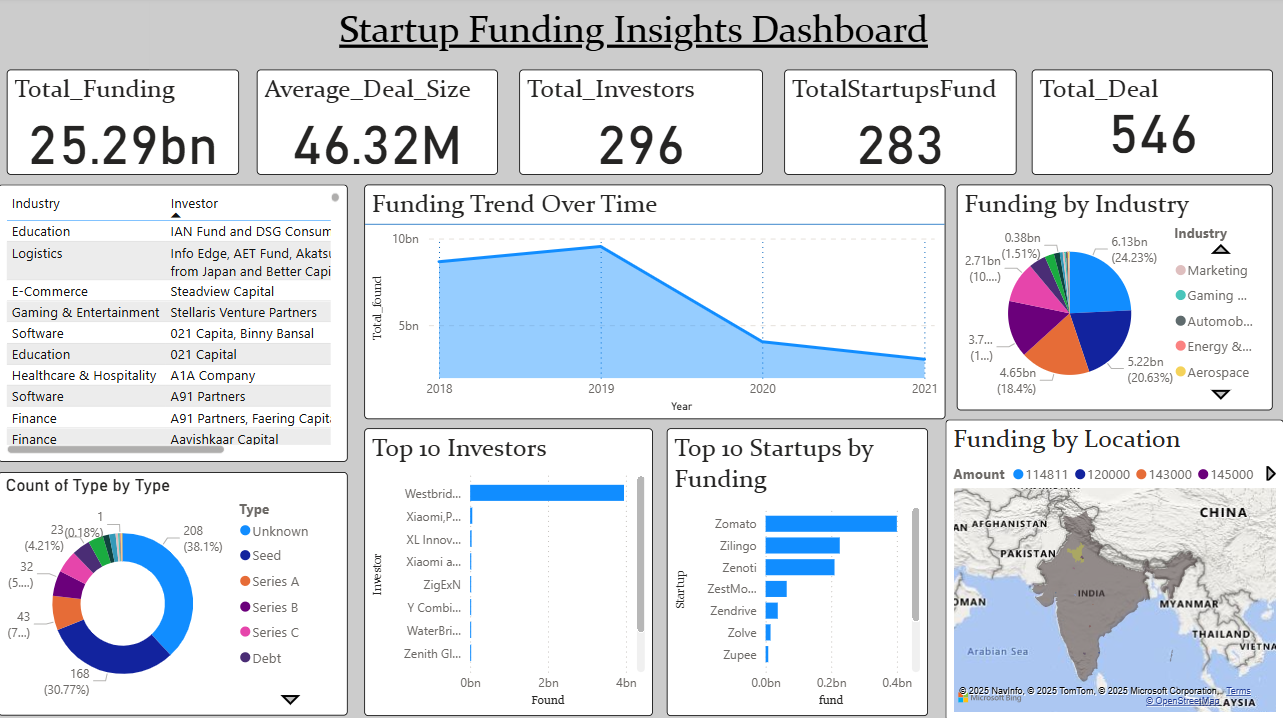 Startup Funding Insights Dashboard
Total_Funding
25.29bn
Average_Deal_Size
46.32M
Total_Investors
296
TotalStartupsFund
283
Total_Deal
546
Industry Investor
Education IAN Fund and DSG Consum
Logistics Info Edge, AET Fund, Akatsu
from Japan and Better Capi
E-Commerce Steadview Capital
Gaming & Entertainment Stellaris Venture Partners
Software 021 Capita, Binny Bansal
Education 021 Capital
Healthcare & Hospitality A1A Company
Software A91 Partners
Finance A91 Partners, Faering Capita
Finance Aavishkaar Capital
Funding Trend Over Time
10bn
5bn
Total_found
2018 2019 2020 2021
Year
Funding by Industry
0.38bn
(1.51%)
2.71bn
(10....)
3.7...
(1...)
4.65bn
(18.4%)
6.13bn
(24.23%)
5.22bn
(20.63%)
Industry
Marketing
Gaming ...
Automob...
Energy &...
Aerospace
Count of Type by Type
1
(0.18%)
23
(4.21%)
32
(5....)
43
(7...)
168
(30.77%)
208
(38.1%)
Type
Unknown
Seed
Series A
Series B
Series C
Debt
Top 10 Investors
Investor
Westbrid...
Xiaomi,P...
XL Innov...
Xiaomi a...
ZigExN
Y Combi...
WaterBri...
Zenith Gl...
0bn 2bn 4bn
Found
Top 10 Startups by
Funding
Startup
Zomato
Zilingo
Zenoti
ZestMo...
Zendrive
Zolve
Zupee
0.0bn 0.2bn 0.4bn
fund
Funding by Location
Amount 114811 120000 143000 145000
CHINA
AN AFGHANISTAN
PAKISTAN
OMAN
INDIA
MYANMAR
THAILAND
VIETNA
Arabian Sea
© 2025 NavInfo, © 2025 TomTom, © 2025 Microsoft Corporation, Terms
Microsoft Bing
© OpenStreetMap
AYSIA